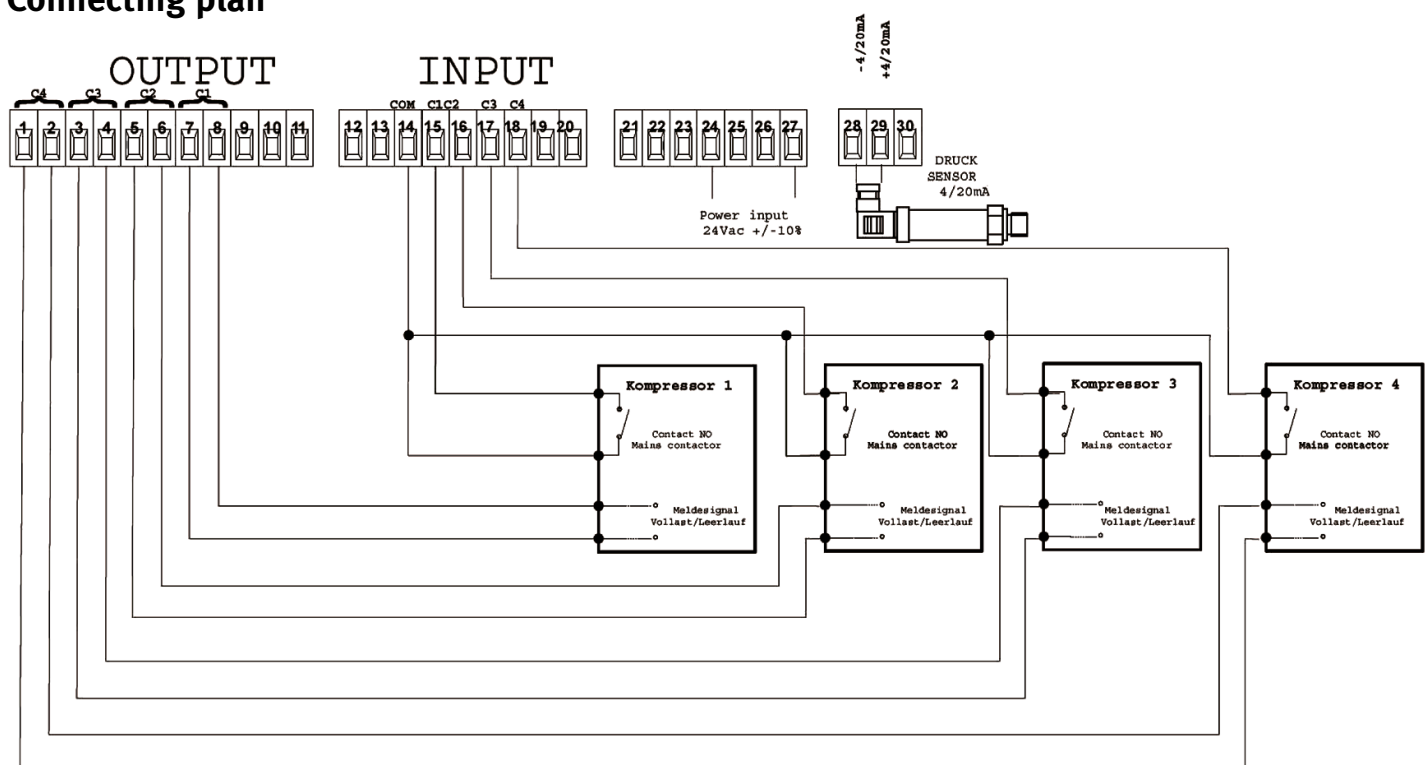 Connecting plan
-4/20mA
+4/20mA
OUTPUT
INPUT
C4 C3 C2 C1
COM C1C2 C3 C4
1 2 3 4 5 6 7 8 9 10 11
12 13 14 15 16 17 18 19 20
21 22 23 24 25 26 27
28 29 30
DRUCK
SENSOR
4/20mA
Power input
24Vac +/-10%
Kompressor 1
Contact NO
Mains contactor
Meldesignal
Vollast/Leerlauf
Kompressor 2
Contact NO
Mains contactor
Meldesignal
Vollast/Leerlauf
Kompressor 3
Contact NO
Mains contactor
Meldesignal
Vollast/Leerlauf
Kompressor 4
Contact NO
Mains contactor
Meldesignal
Vollast/Leerlauf